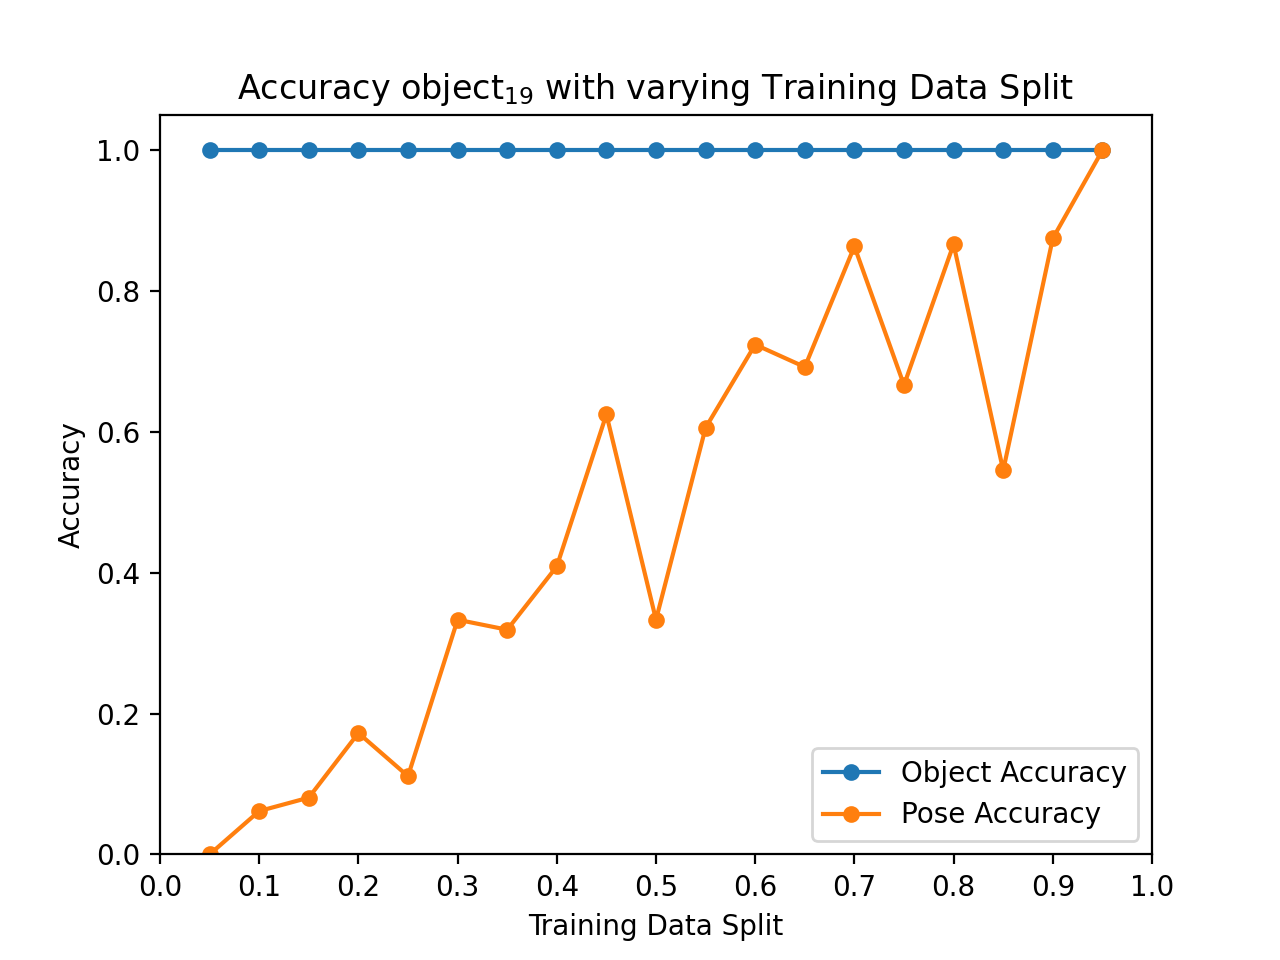 Accuracy object₁₉ with varying Training Data Split
1.0
0.8
0.6
0.4
0.2
0.0
Accuracy
Object Accuracy
Pose Accuracy
0.0 0.1 0.2 0.3 0.4 0.5 0.6 0.7 0.8 0.9 1.0
Training Data Split